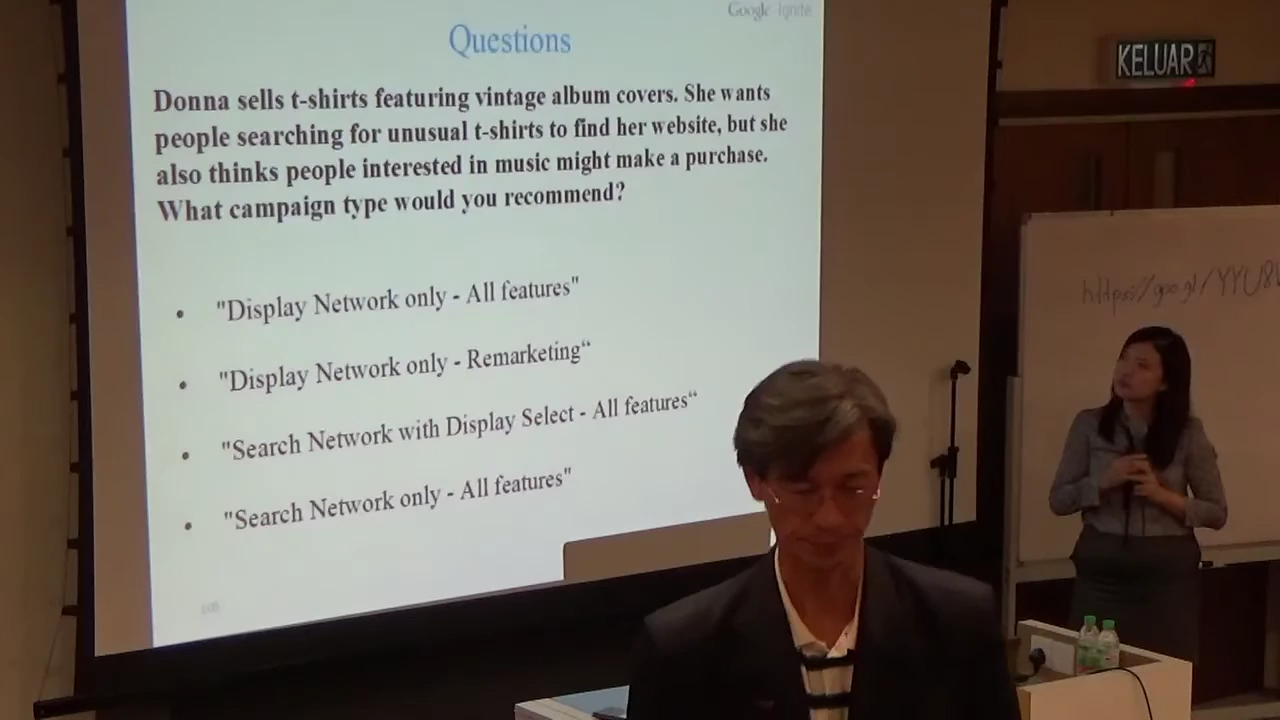 Google Ignite
Questions
Donna sells t-shirts featuring vintage album covers. She wants
people searching for unusual t-shirts to find her website, but she
also thinks people interested in music might make a purchase.
What campaign type would you recommend?
• "Display Network only - All features"
• "Display Network only - Remarketing“
• "Search Network with Display Select - All features“
• "Search Network only - All features"
KELUAR